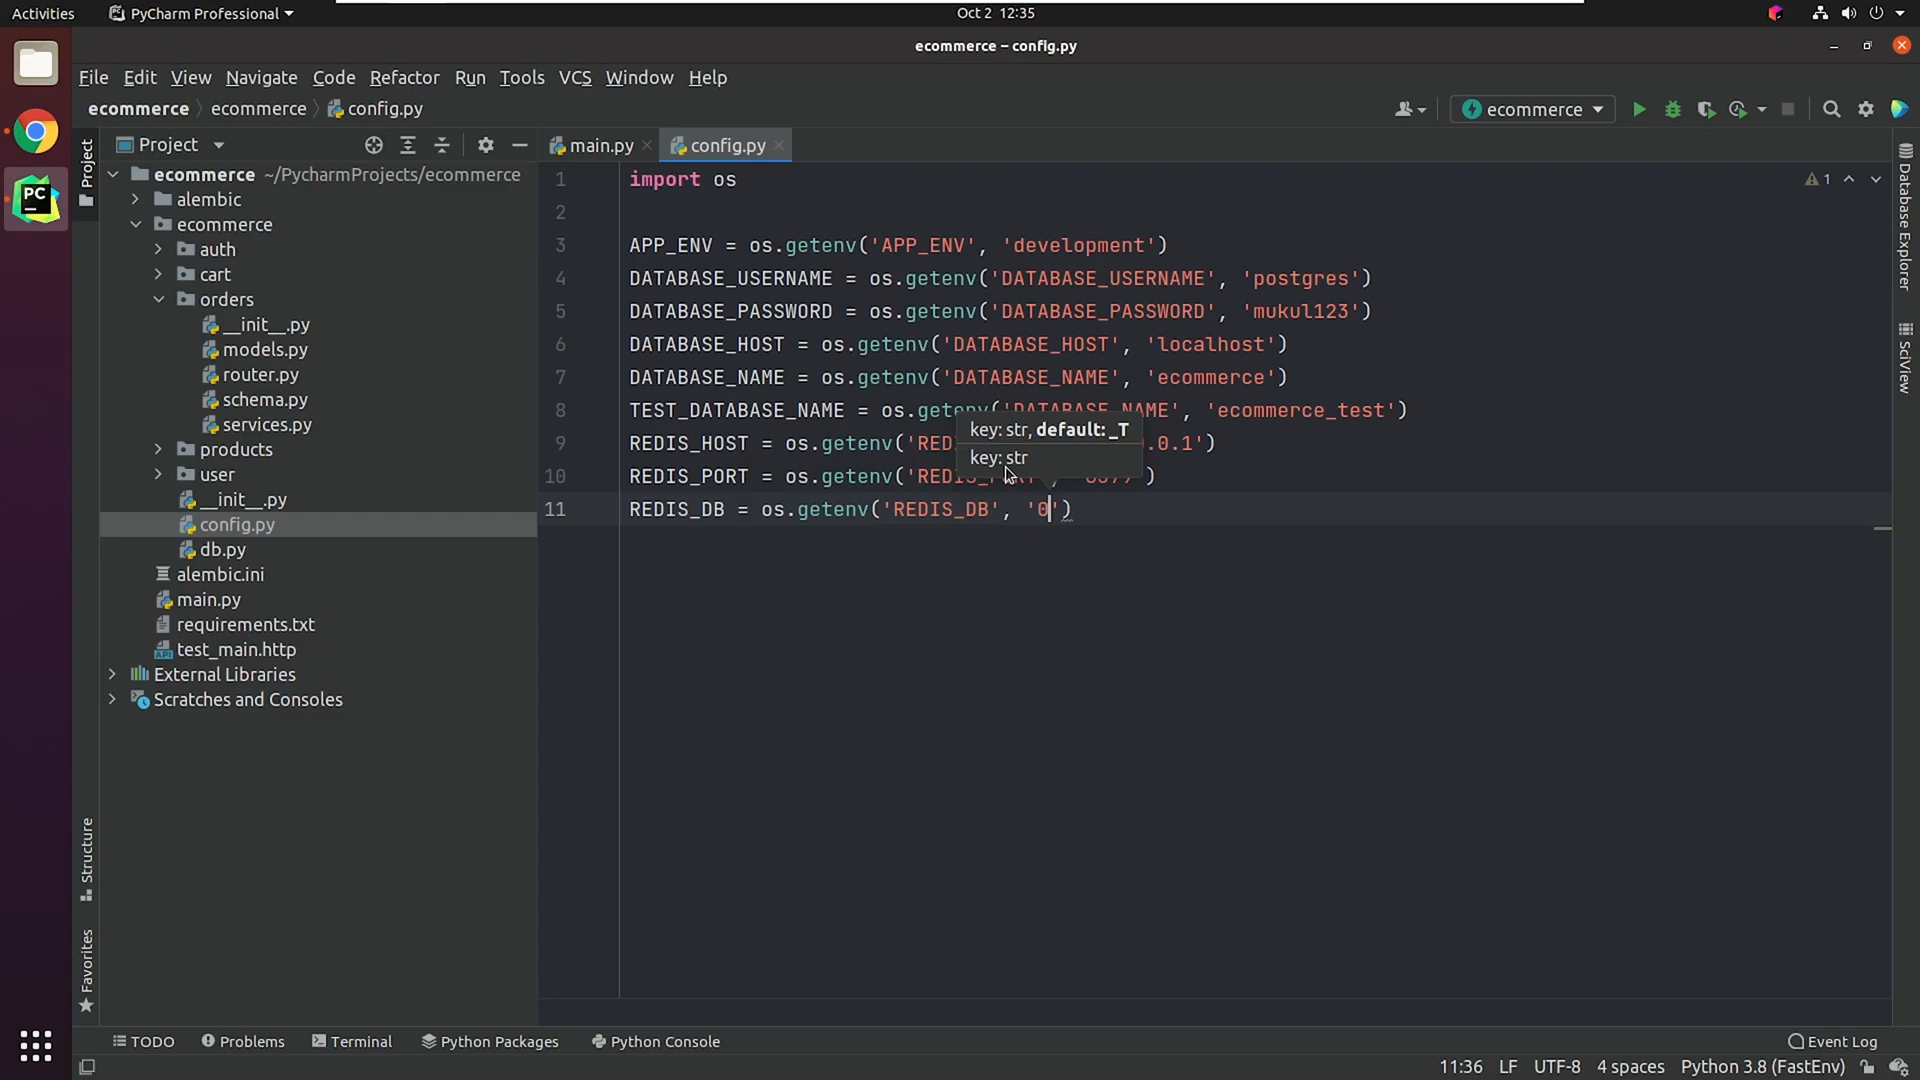 Activities
PyCharm Professional
Oct 2 12:35
ecommerce – config.py
File Edit View Navigate Code Refactor Run Tools VCS Window Help
ecommerce ecommerce config.py
ecommerce
Project
Project
main.py
config.py
ecommerce ~/PycharmProjects/ecommerce
alembic
ecommerce
auth
cart
orders
__init__.py
models.py
router.py
schema.py
services.py
products
user
__init__.py
config.py
db.py
alembic.ini
main.py
requirements.txt
test_main.http
External Libraries
Scratches and Consoles
1 import os
2
3 APP_ENV = os.getenv('APP_ENV', 'development')
4 DATABASE_USERNAME = os.getenv('DATABASE_USERNAME', 'postgres')
5 DATABASE_PASSWORD = os.getenv('DATABASE_PASSWORD', 'mukul123')
6 DATABASE_HOST = os.getenv('DATABASE_HOST', 'localhost')
7 DATABASE_NAME = os.getenv('DATABASE_NAME', 'ecommerce')
8 TEST_DATABASE_NAME = os.getenv('DATABASE_NAME', 'ecommerce_test')
9 REDIS_HOST = os.getenv('RED .0.1')
10 REDIS_PORT = os.getenv('REDIS_PORT', ')
11 REDIS_DB = os.getenv('REDIS_DB', '0')
key: str, default: _T
key: str
1
Database Explorer
SciView
Structure
Favorites
TODO
Problems
Terminal
Python Packages
Python Console
Event Log
11:36 LF UTF-8 4 spaces Python 3.8 (FastEnv)